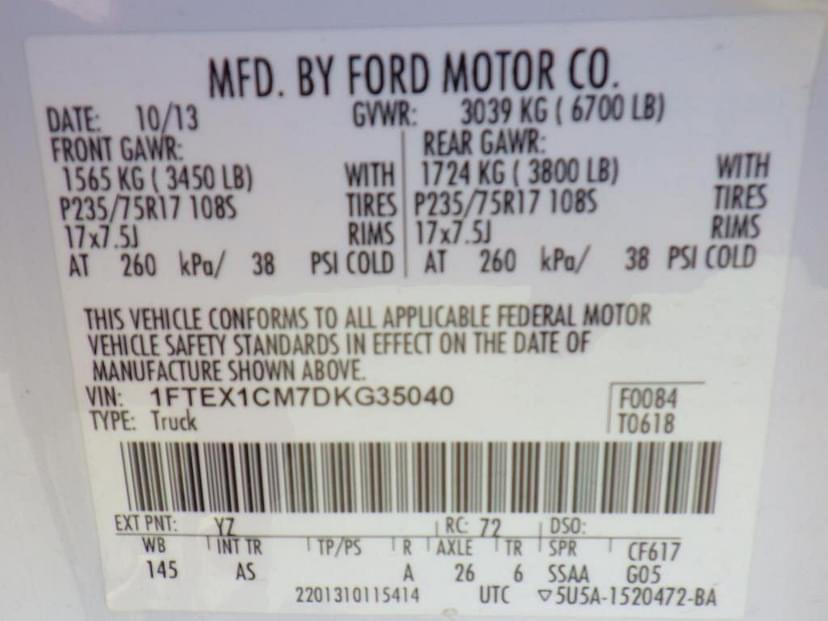 MFD. BY FORD MOTOR CO.
DATE: 10/13 GVWR: 3039 KG ( 6700 LB)
FRONT GAWR: REAR GAWR:
1565 KG ( 3450 LB) WITH 1724 KG ( 3800 LB) WITH
P235/75R17 108S TIRES P235/75R17 108S TIRES
17x7.5J RIMS 17x7.5J RIMS
AT 260 kPa/ 38 PSI COLD AT 260 kPa/ 38 PSI COLD
THIS VEHICLE CONFORMS TO ALL APPLICABLE FEDERAL MOTOR
VEHICLE SAFETY STANDARDS IN EFFECT ON THE DATE OF
MANUFACTURE SHOWN ABOVE.
VIN: 1FTEX1CM7DKG35040 F0084
TYPE: Truck T0618
EXT PNT: YZ RC: 72 DSO:
WB INT TR TP/PS R AXLE TR SPR CF617
145 AS A 26 6 SSAA G05
2201310115414 UTC ▽5U5A-1520472-BA